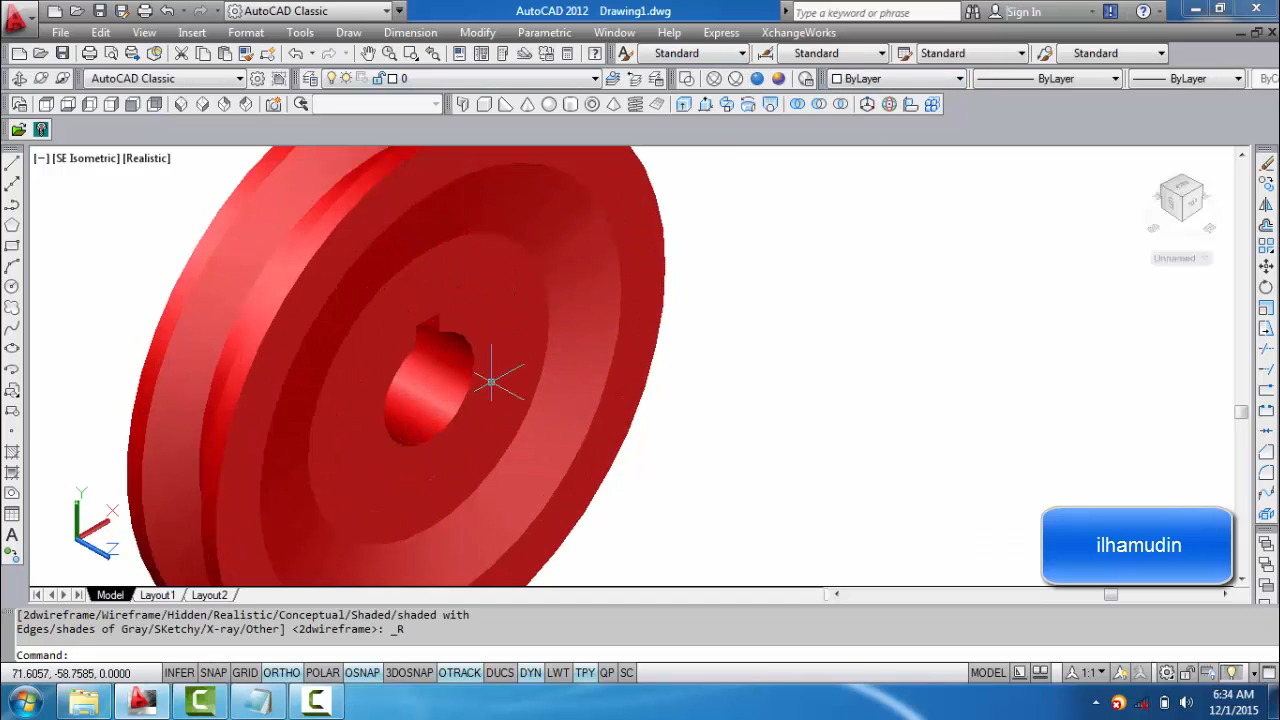 AutoCAD Classic
AutoCAD 2012 Drawing1.dwg
Type a keyword or phrase
Sign In
File Edit View Insert Format Tools Draw Dimension Modify Parametric Window Help Express XchangeWorks
Standard Standard Standard Standard
AutoCAD Classic 0 ByLayer ByLayer ByLayer
[−] [SE Isometric] [Realistic]
Unnamed
Y
X
Z
ilhamudin
Model Layout1 Layout2
[2dwireframe/Wireframe/Hidden/Realistic/Conceptual/Shaded/shaded with
Edges/shades of Gray/SKetchy/X-ray/Other] <2dwireframe>: _R
Command:
71.6057, -58.7585, 0.0000 INFER SNAP GRID ORTHO POLAR OSNAP 3DOSNAP OTRACK DUCS DYN LWT TPY QP SC MODEL 1:1
6:34 AM
12/1/2015